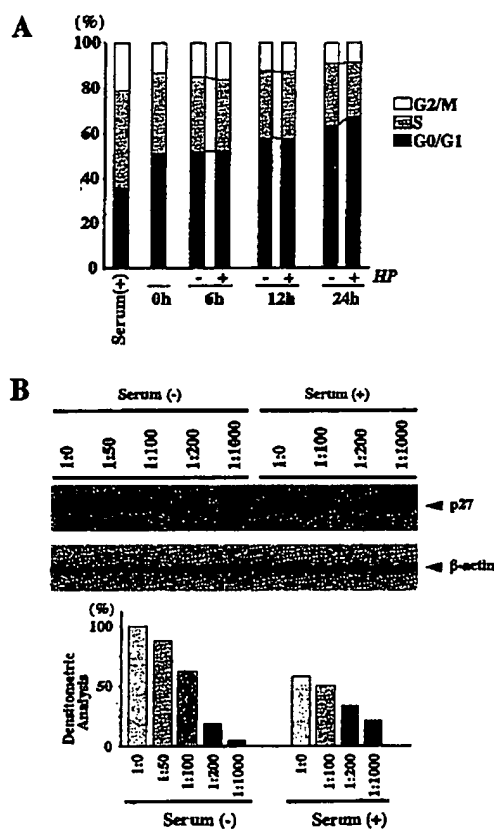 A
(%)
100
80
60
40
20
0
G2/M
S
G0/G1
- + - + - + HP
Serum(+) 0h 6h 12h 24h
B
Serum (-) Serum (+)
1:0 1:50 1:100 1:200 1:1000 1:0 1:100 1:200 1:1000
p27
β-actin
(%)
100
50
0
Densitometric
Analysis
1:0 1:50 1:100 1:200 1:1000 1:0 1:100 1:200 1:1000
Serum (-) Serum (+)